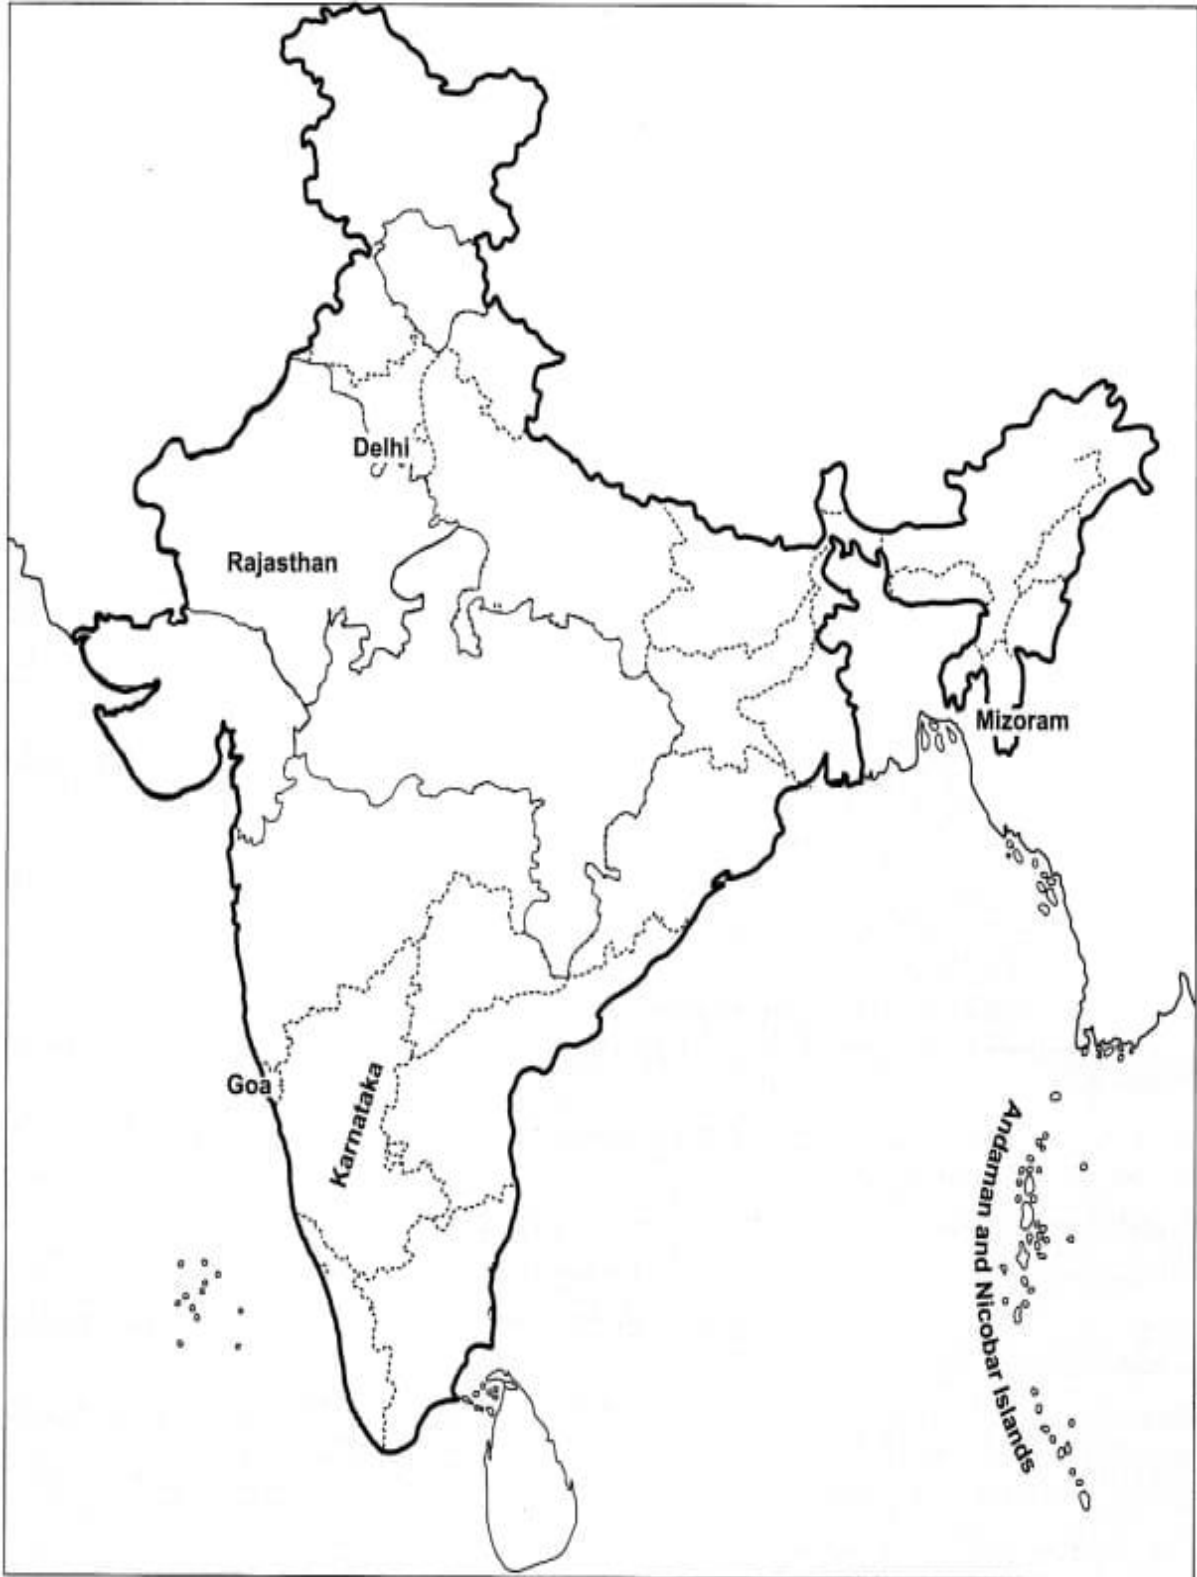 Delhi
Rajasthan
Mizoram
Goa
Karnataka
Andaman and Nicobar Islands